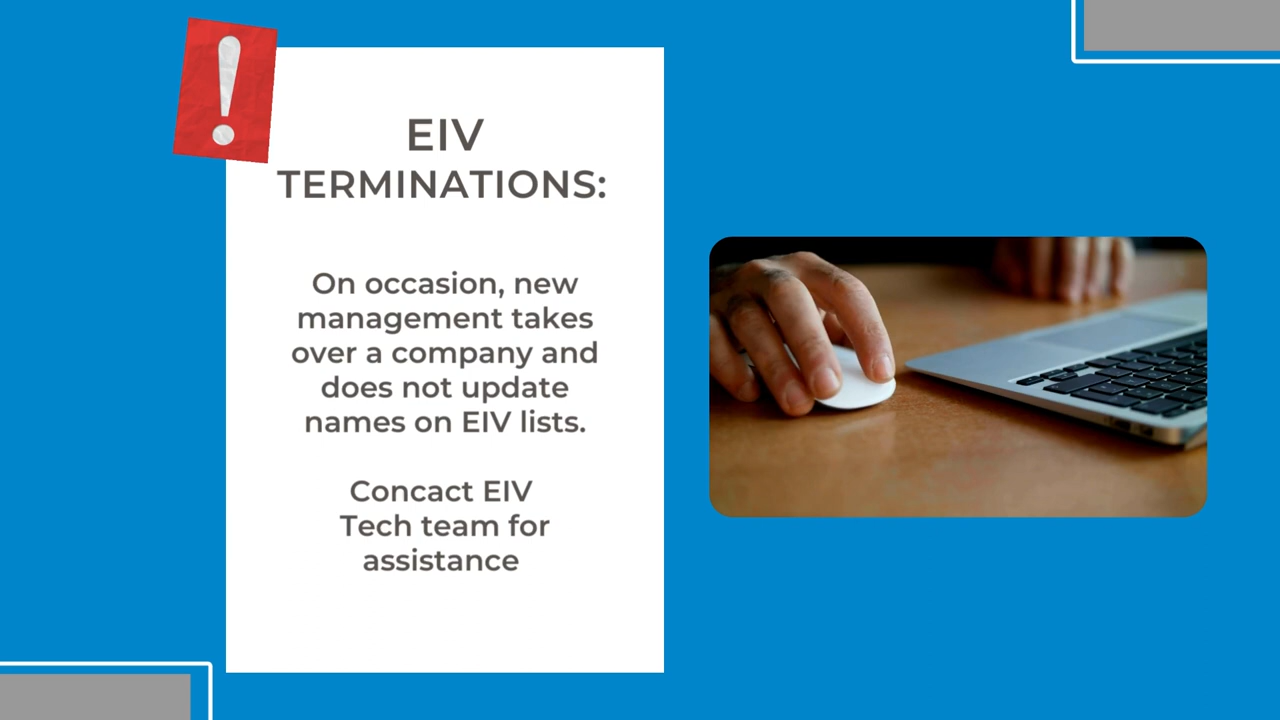 EIV
TERMINATIONS:
On occasion, new
management takes
over a company and
does not update
names on EIV lists.
Concact EIV
Tech team for
assistance